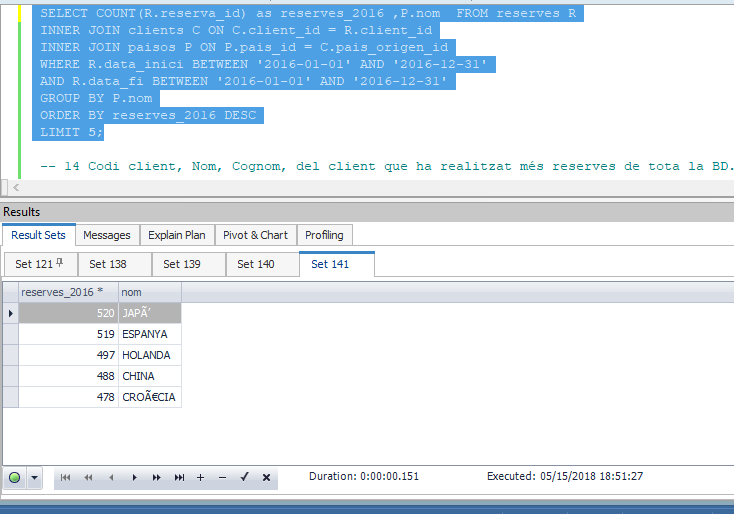 SELECT COUNT(R.reserva_id) as reserves_2016 ,P.nom  FROM reserves R
INNER JOIN clients C ON C.client_id = R.client_id
INNER JOIN paisos P ON P.pais_id = C.pais_origen_id
WHERE R.data_inici BETWEEN '2016-01-01' AND '2016-12-31'
AND R.data_fi BETWEEN '2016-01-01' AND '2016-12-31'
GROUP BY P.nom
ORDER BY reserves_2016 DESC
LIMIT 5;
-- 14 Codi client, Nom, Cognom, del client que ha realitzat més reserves de tota la BD.
Results
Result Sets Messages Explain Plan Pivot & Chart Profiling
Set 121 Set 138 Set 139 Set 140 Set 141
reserves_2016 * nom
520 JAPÃ“
519 ESPANYA
497 HOLANDA
488 CHINA
478 CROÃ€CIA
Duration: 0:00:00.151 Executed: 05/15/2018 18:51:27